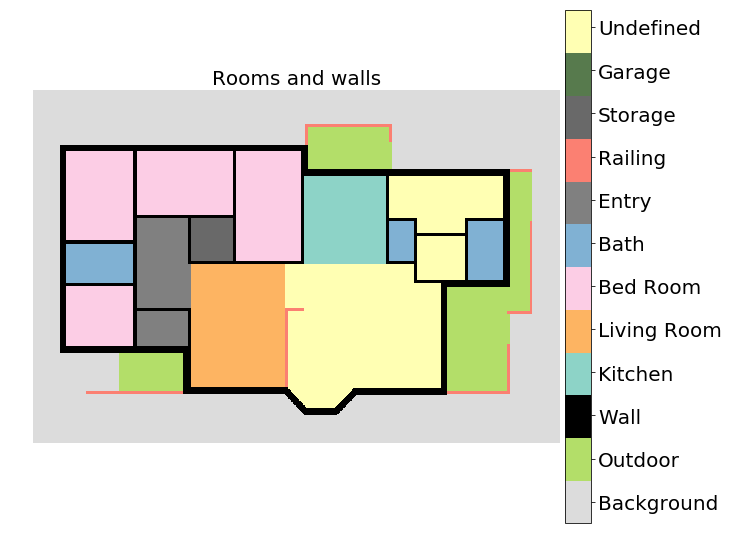 Rooms and walls
Undefined
Garage
Storage
Railing
Entry
Bath
Bed Room
Living Room
Kitchen
Wall
Outdoor
Background